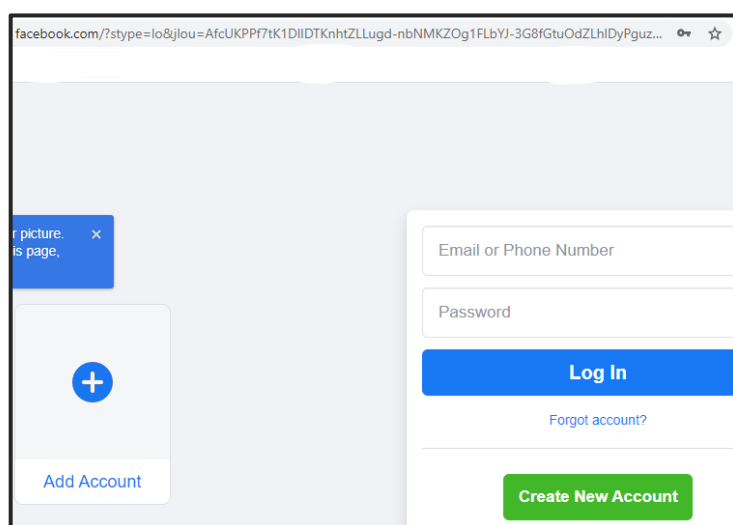 facebook.com/?stype=lo&jlou=AfcUKPPf7tK1DlIDTKnhtZLLugd-nbNMKZOg1FLbYJ-3G8fGtuOdZLhlDyPguz...
r picture.
is page,
Email or Phone Number
Password
Log In
Forgot account?
Add Account
Create New Account